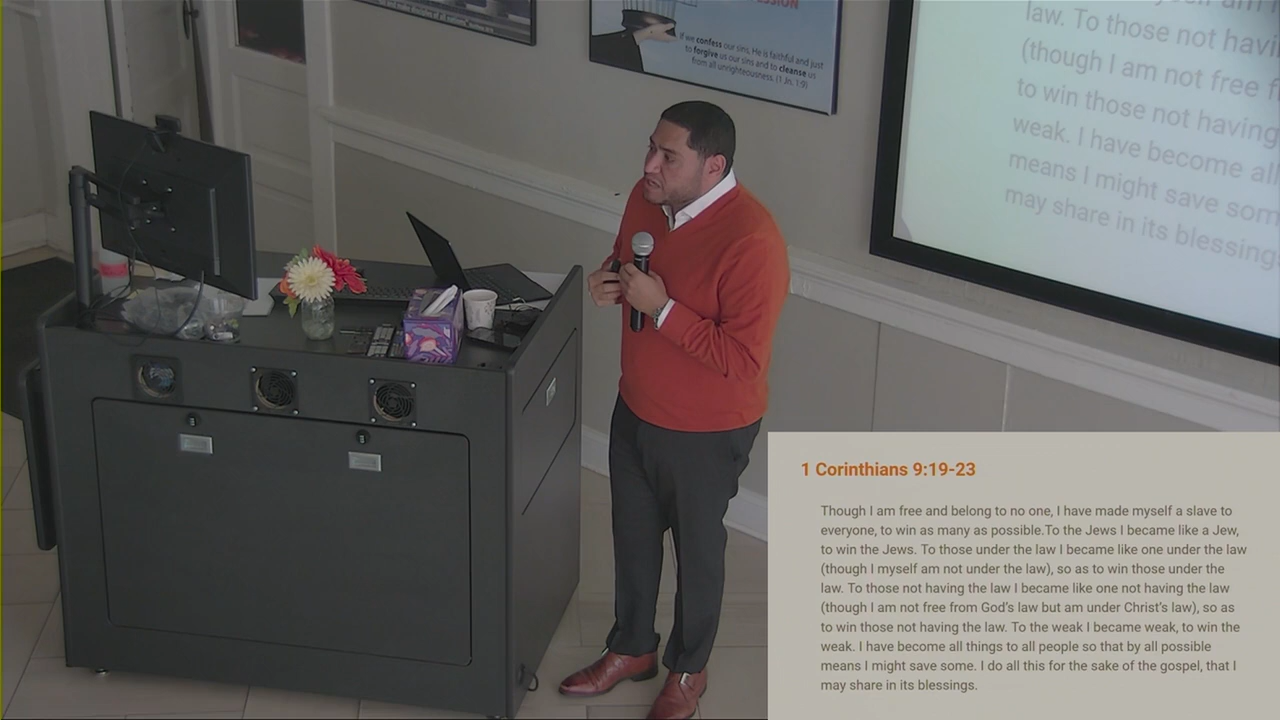 SSION
If we confess our sins, He is faithful and just
to forgive us our sins and to cleanse us
from all unrighteousness. (1 Jn. 1:9)
law. To those not havi
(though I am not free f
to win those not having
weak. I have become all
means I might save som
may share in its blessing
1 Corinthians 9:19-23
Though I am free and belong to no one, I have made myself a slave to
everyone, to win as many as possible.To the Jews I became like a Jew,
to win the Jews. To those under the law I became like one under the law
(though I myself am not under the law), so as to win those under the
law. To those not having the law I became like one not having the law
(though I am not free from God's law but am under Christ's law), so as
to win those not having the law. To the weak I became weak, to win the
weak. I have become all things to all people so that by all possible
means I might save some. I do all this for the sake of the gospel, that I
may share in its blessings.